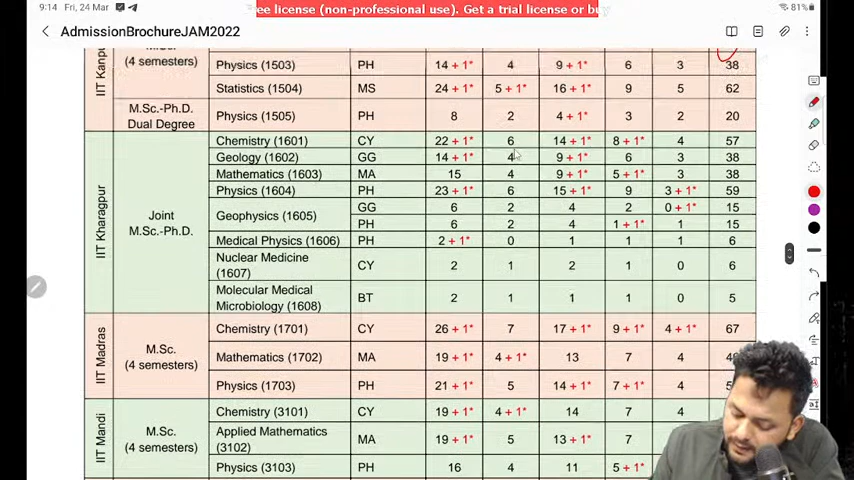 9:14 Fri, 24 Mar
81%
ee license (non-professional use). Get a trial license or bu
AdmissionBrochureJAM2022
IIT Kanpu
(4 semesters)
Physics (1503) PH 14 + 1* 4 9 + 1* 6 3 38
Statistics (1504) MS 24 + 1* 5 + 1* 16 + 1* 9 5 62
M.Sc.-Ph.D. Dual Degree Physics (1505) PH 8 2 4 + 1* 3 2 20
IIT Kharagpur
Joint M.Sc.-Ph.D.
Chemistry (1601) CY 22 + 1* 6 14 + 1* 8 + 1* 4 57
Geology (1602) GG 14 + 1* 4 9 + 1* 6 3 38
Mathematics (1603) MA 15 4 9 + 1* 5 + 1* 3 38
Physics (1604) PH 23 + 1* 6 15 + 1* 9 3 + 1* 59
Geophysics (1605) GG 6 2 4 2 0 + 1* 15
PH 6 2 4 1 + 1* 1 15
Medical Physics (1606) PH 2 + 1* 0 1 1 1 6
Nuclear Medicine (1607) CY 2 1 2 1 0 6
Molecular Medical Microbiology (1608) BT 2 1 1 1 0 5
IIT Madras
M.Sc. (4 semesters)
Chemistry (1701) CY 26 + 1* 7 17 + 1* 9 + 1* 4 + 1* 67
Mathematics (1702) MA 19 + 1* 4 + 1* 13 7 4
Physics (1703) PH 21 + 1* 5 14 + 1* 7 + 1* 4
IIT Mandi
M.Sc. (4 semesters)
Chemistry (3101) CY 19 + 1* 4 + 1* 14 7 4
Applied Mathematics (3102) MA 19 + 1* 5 13 + 1* 7
Physics (3103) PH 16 4 11 5 + 1*